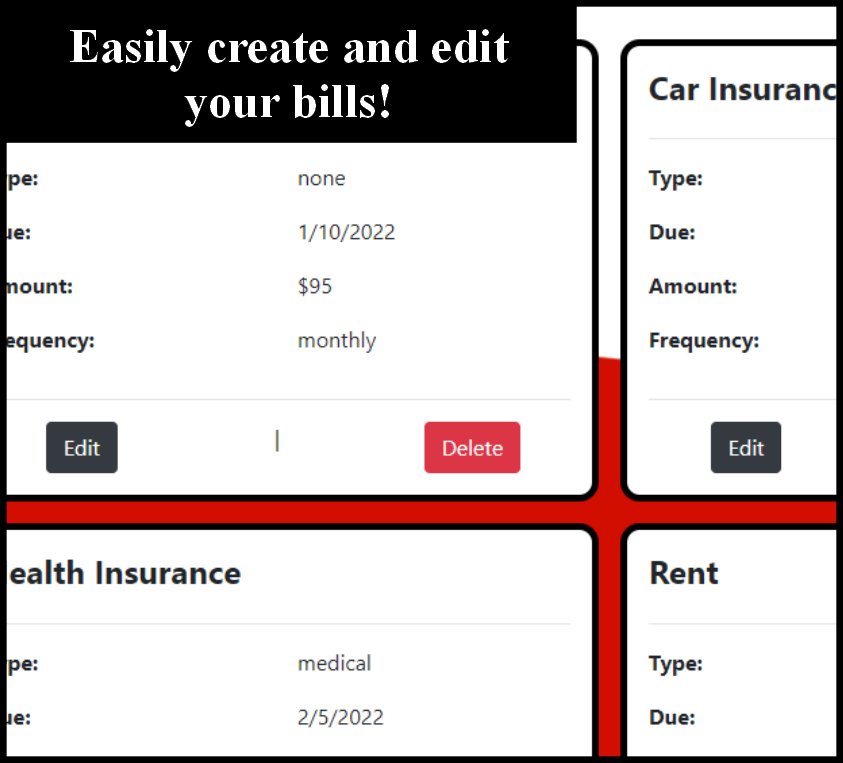 Easily create and edit
your bills!
pe: none
ue: 1/10/2022
mount: $95
equency: monthly
Edit | Delete
Car Insuranc
Type:
Due:
Amount:
Frequency:
Edit
ealth Insurance
pe: medical
ue: 2/5/2022
Rent
Type:
Due: